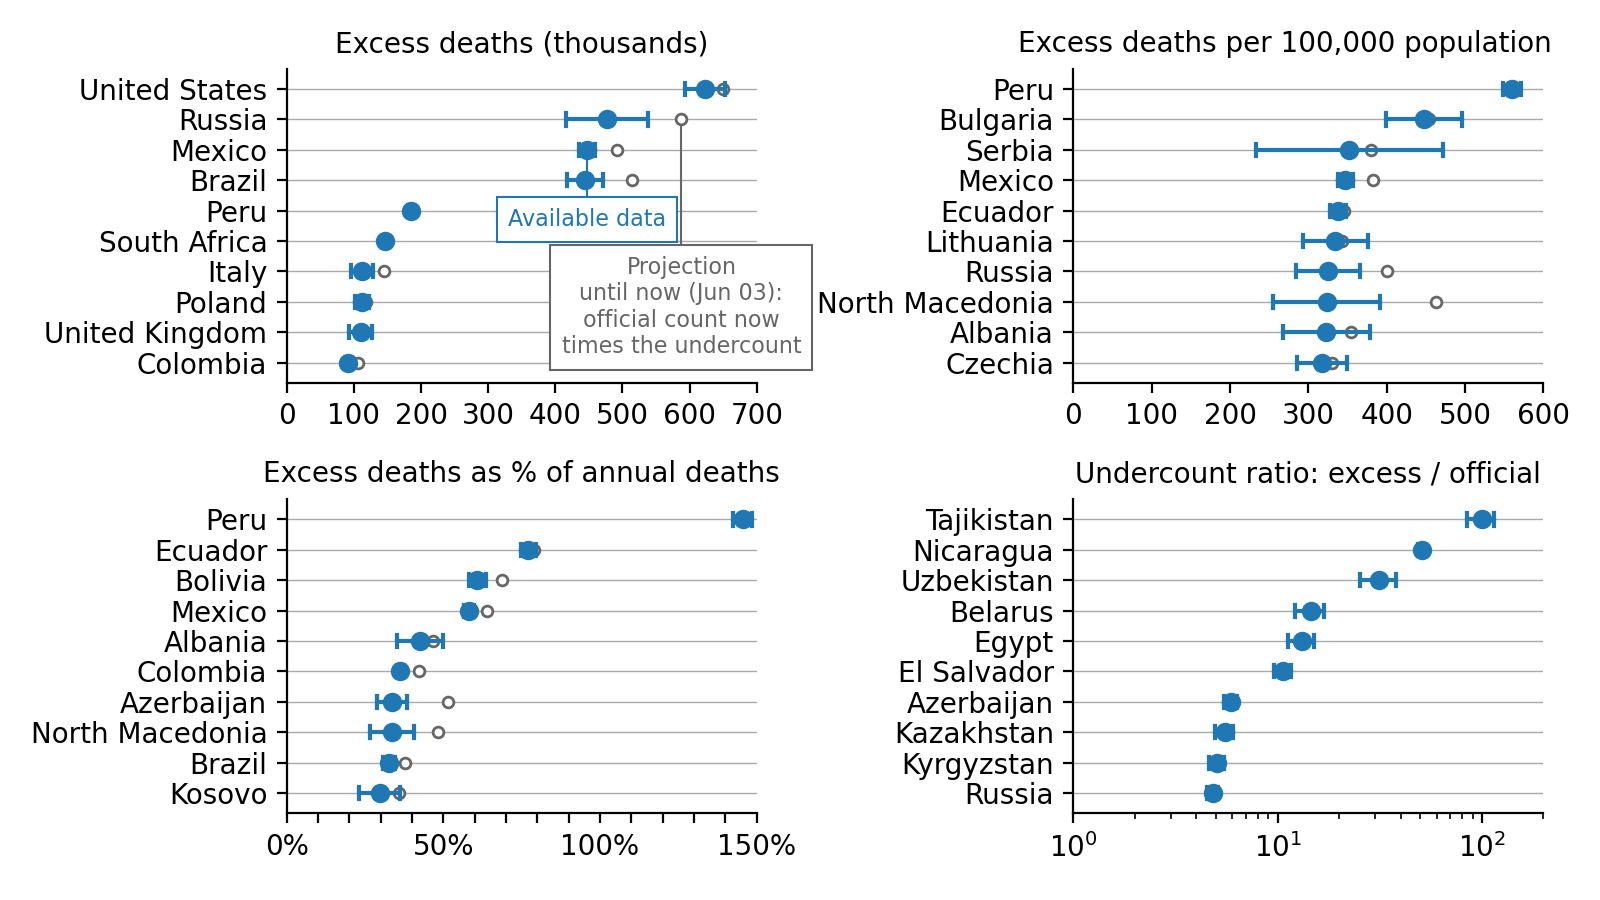 Excess deaths (thousands)
United States
Russia
Mexico
Brazil
Peru
South Africa
Italy
Poland
United Kingdom
Colombia
Available data
Projection
until now (Jun 03):
official count now
times the undercount
0 100 200 300 400 500 600 700
Excess deaths per 100,000 population
Peru
Bulgaria
Serbia
Mexico
Ecuador
Lithuania
Russia
North Macedonia
Albania
Czechia
0 100 200 300 400 500 600
Excess deaths as % of annual deaths
Peru
Ecuador
Bolivia
Mexico
Albania
Colombia
Azerbaijan
North Macedonia
Brazil
Kosovo
0% 50% 100% 150%
Undercount ratio: excess / official
Tajikistan
Nicaragua
Uzbekistan
Belarus
Egypt
El Salvador
Azerbaijan
Kazakhstan
Kyrgyzstan
Russia
10⁰ 10¹ 10²